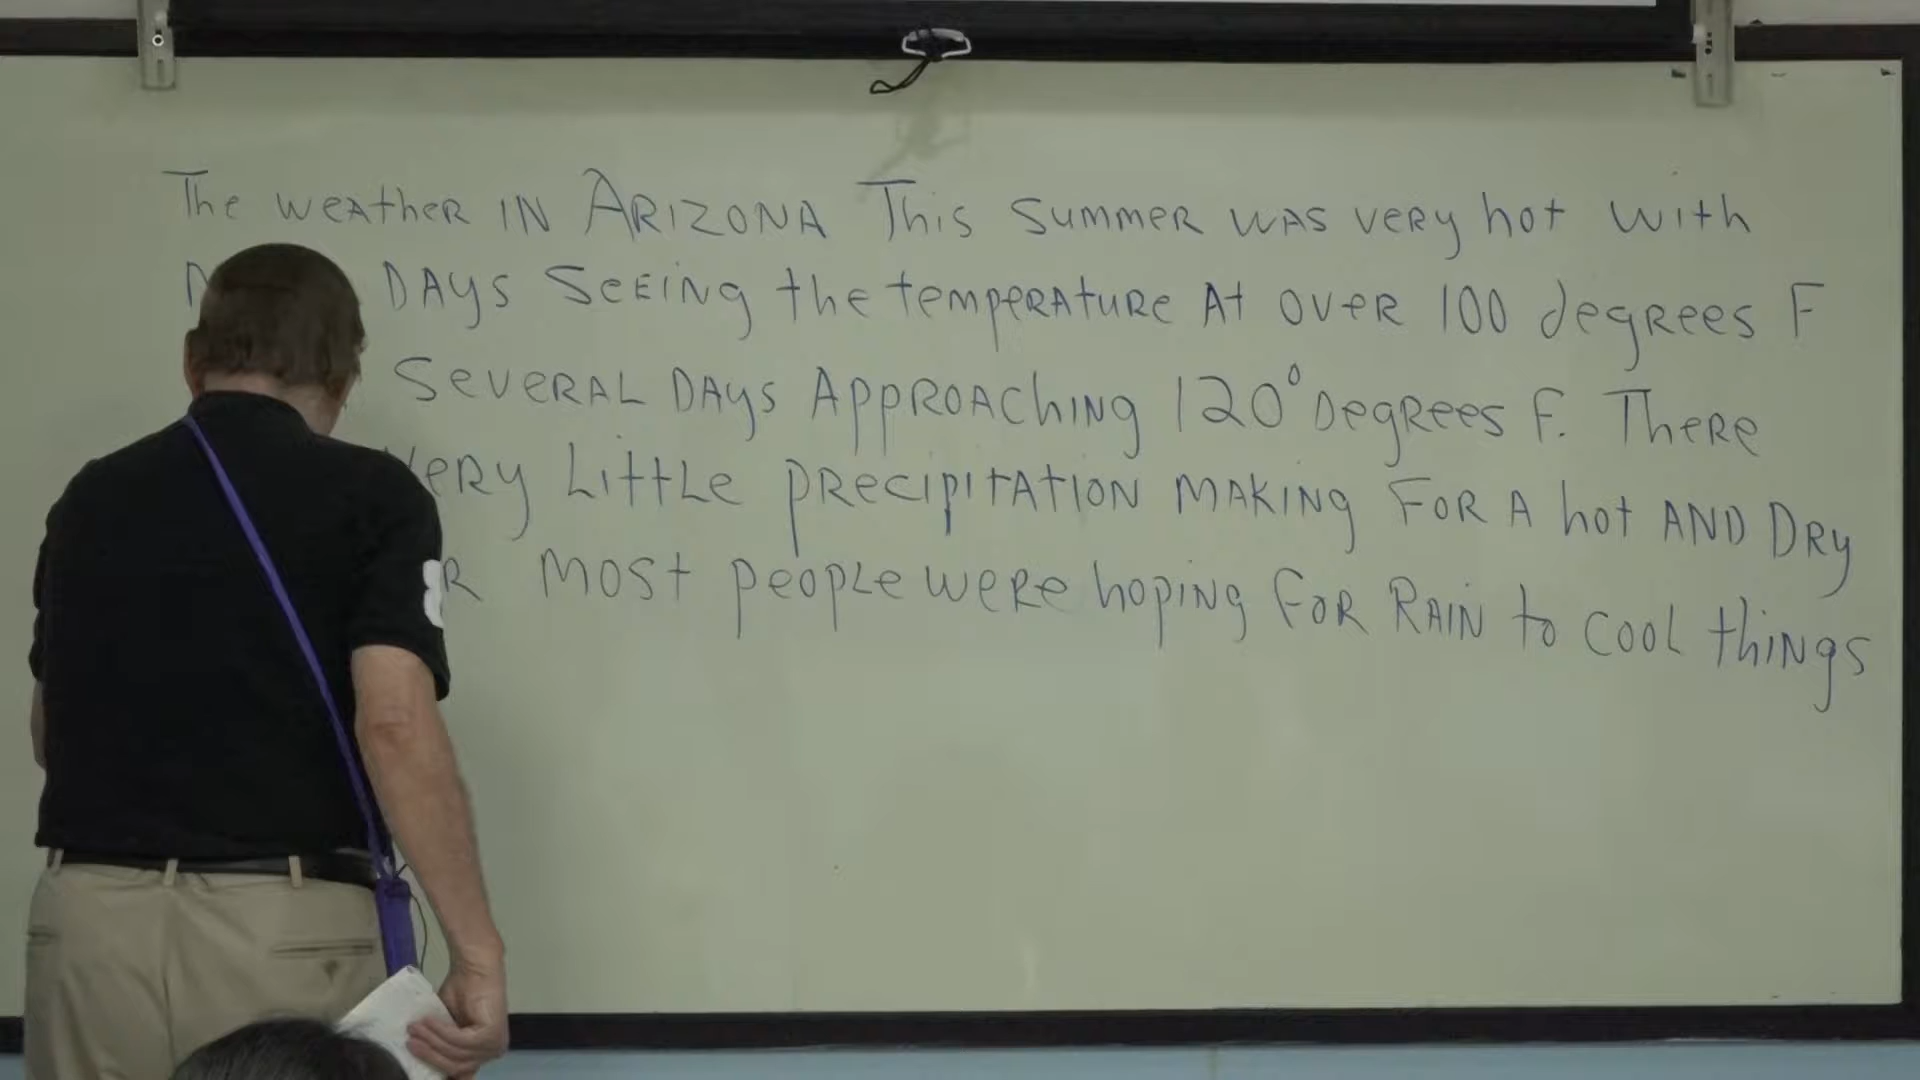 The weather in Arizona This summer was very hot with
days seeing the temperature at over 100 degrees F
several days approaching 120° Degrees F. There
very little precipitation making for a hot and dry
most people were hoping for rain to cool things